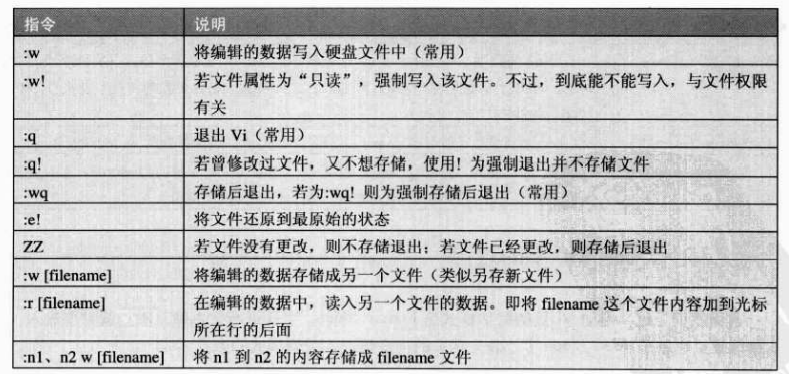 指令 说明
:w 将编辑的数据写入硬盘文件中（常用）
:w! 若文件属性为“只读”，强制写入该文件。不过，到底能不能写入，与文件权限
有关
:q 退出 Vi（常用）
:q! 若曾修改过文件，又不想存储，使用! 为强制退出并不存储文件
:wq 存储后退出，若为:wq! 则为强制存储后退出（常用）
:e! 将文件还原到最原始的状态
ZZ 若文件没有更改，则不存储退出；若文件已经更改，则存储后退出
:w [filename] 将编辑的数据存储成另一个文件（类似另存新文件）
:r [filename] 在编辑的数据中，读入另一个文件的数据，即将 filename 这个文件内容加到光标
所在行的后面
:n1、n2 w [filename] 将 n1 到 n2 的内容存储成 filename 文件